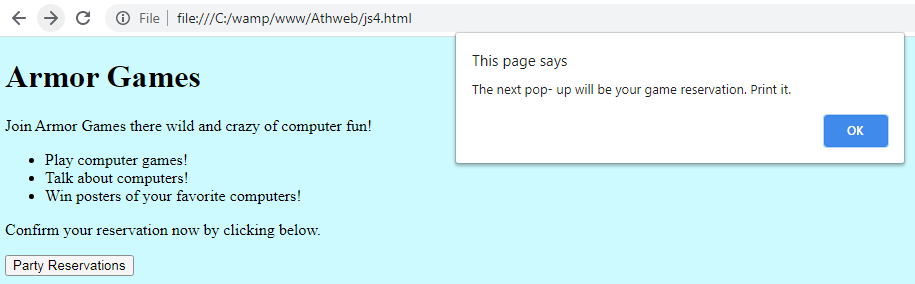 File | file:///C:/wamp/www/Athweb/js4.html
This page says
The next pop- up will be your game reservation. Print it.
OK
Armor Games
Join Armor Games there wild and crazy of computer fun!
• Play computer games!
• Talk about computers!
• Win posters of your favorite computers!
Confirm your reservation now by clicking below.
Party Reservations